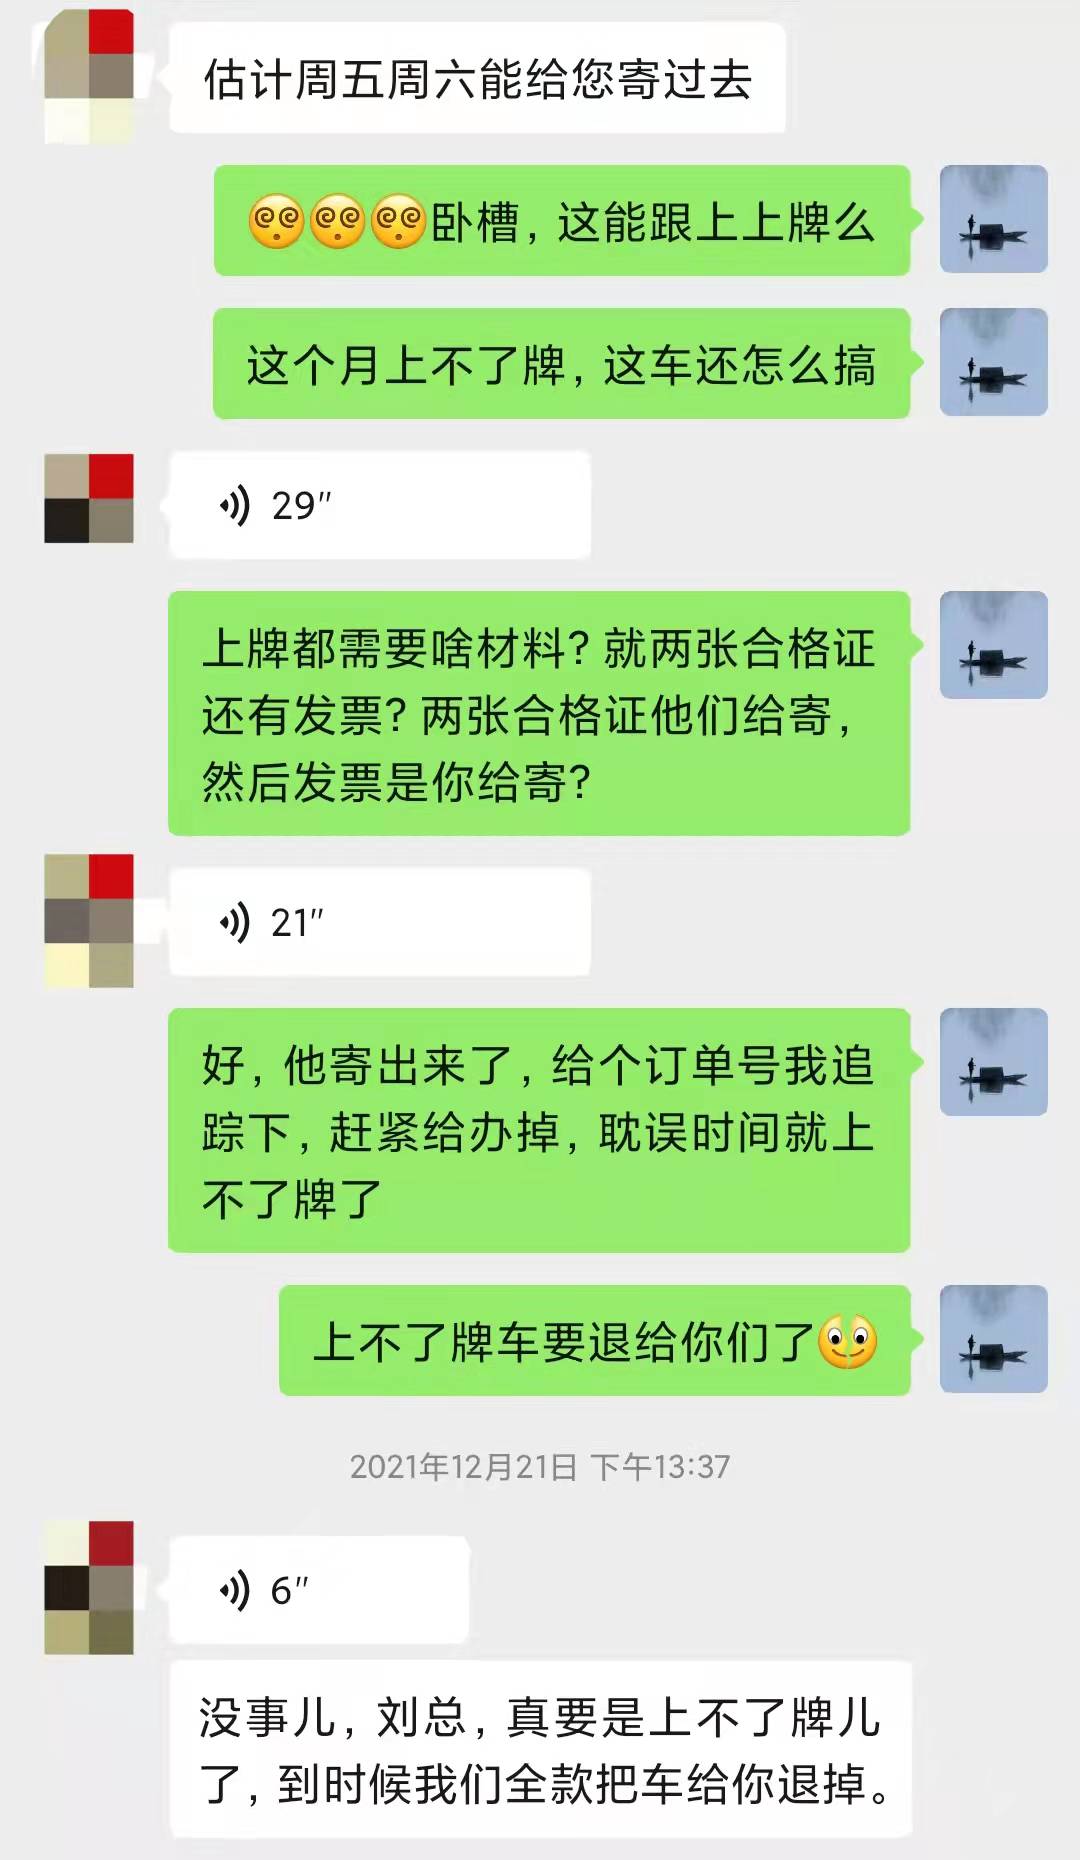 估计周五周六能给您寄过去
😵‍💫😵‍💫😵‍💫卧槽，这能跟上上牌么
这个月上不了牌，这车还怎么搞
29″
上牌都需要啥材料？就两张合格证
还有发票？两张合格证他们给寄，
然后发票是你给寄？
21″
好，他寄出来了，给个订单号我追
踪下，赶紧给办掉，耽误时间就上
不了牌了
上不了牌车要退给你们了
2021年12月21日 下午13:37
6″
没事儿，刘总，真要是上不了牌儿
了，到时候我们全款把车给你退掉。